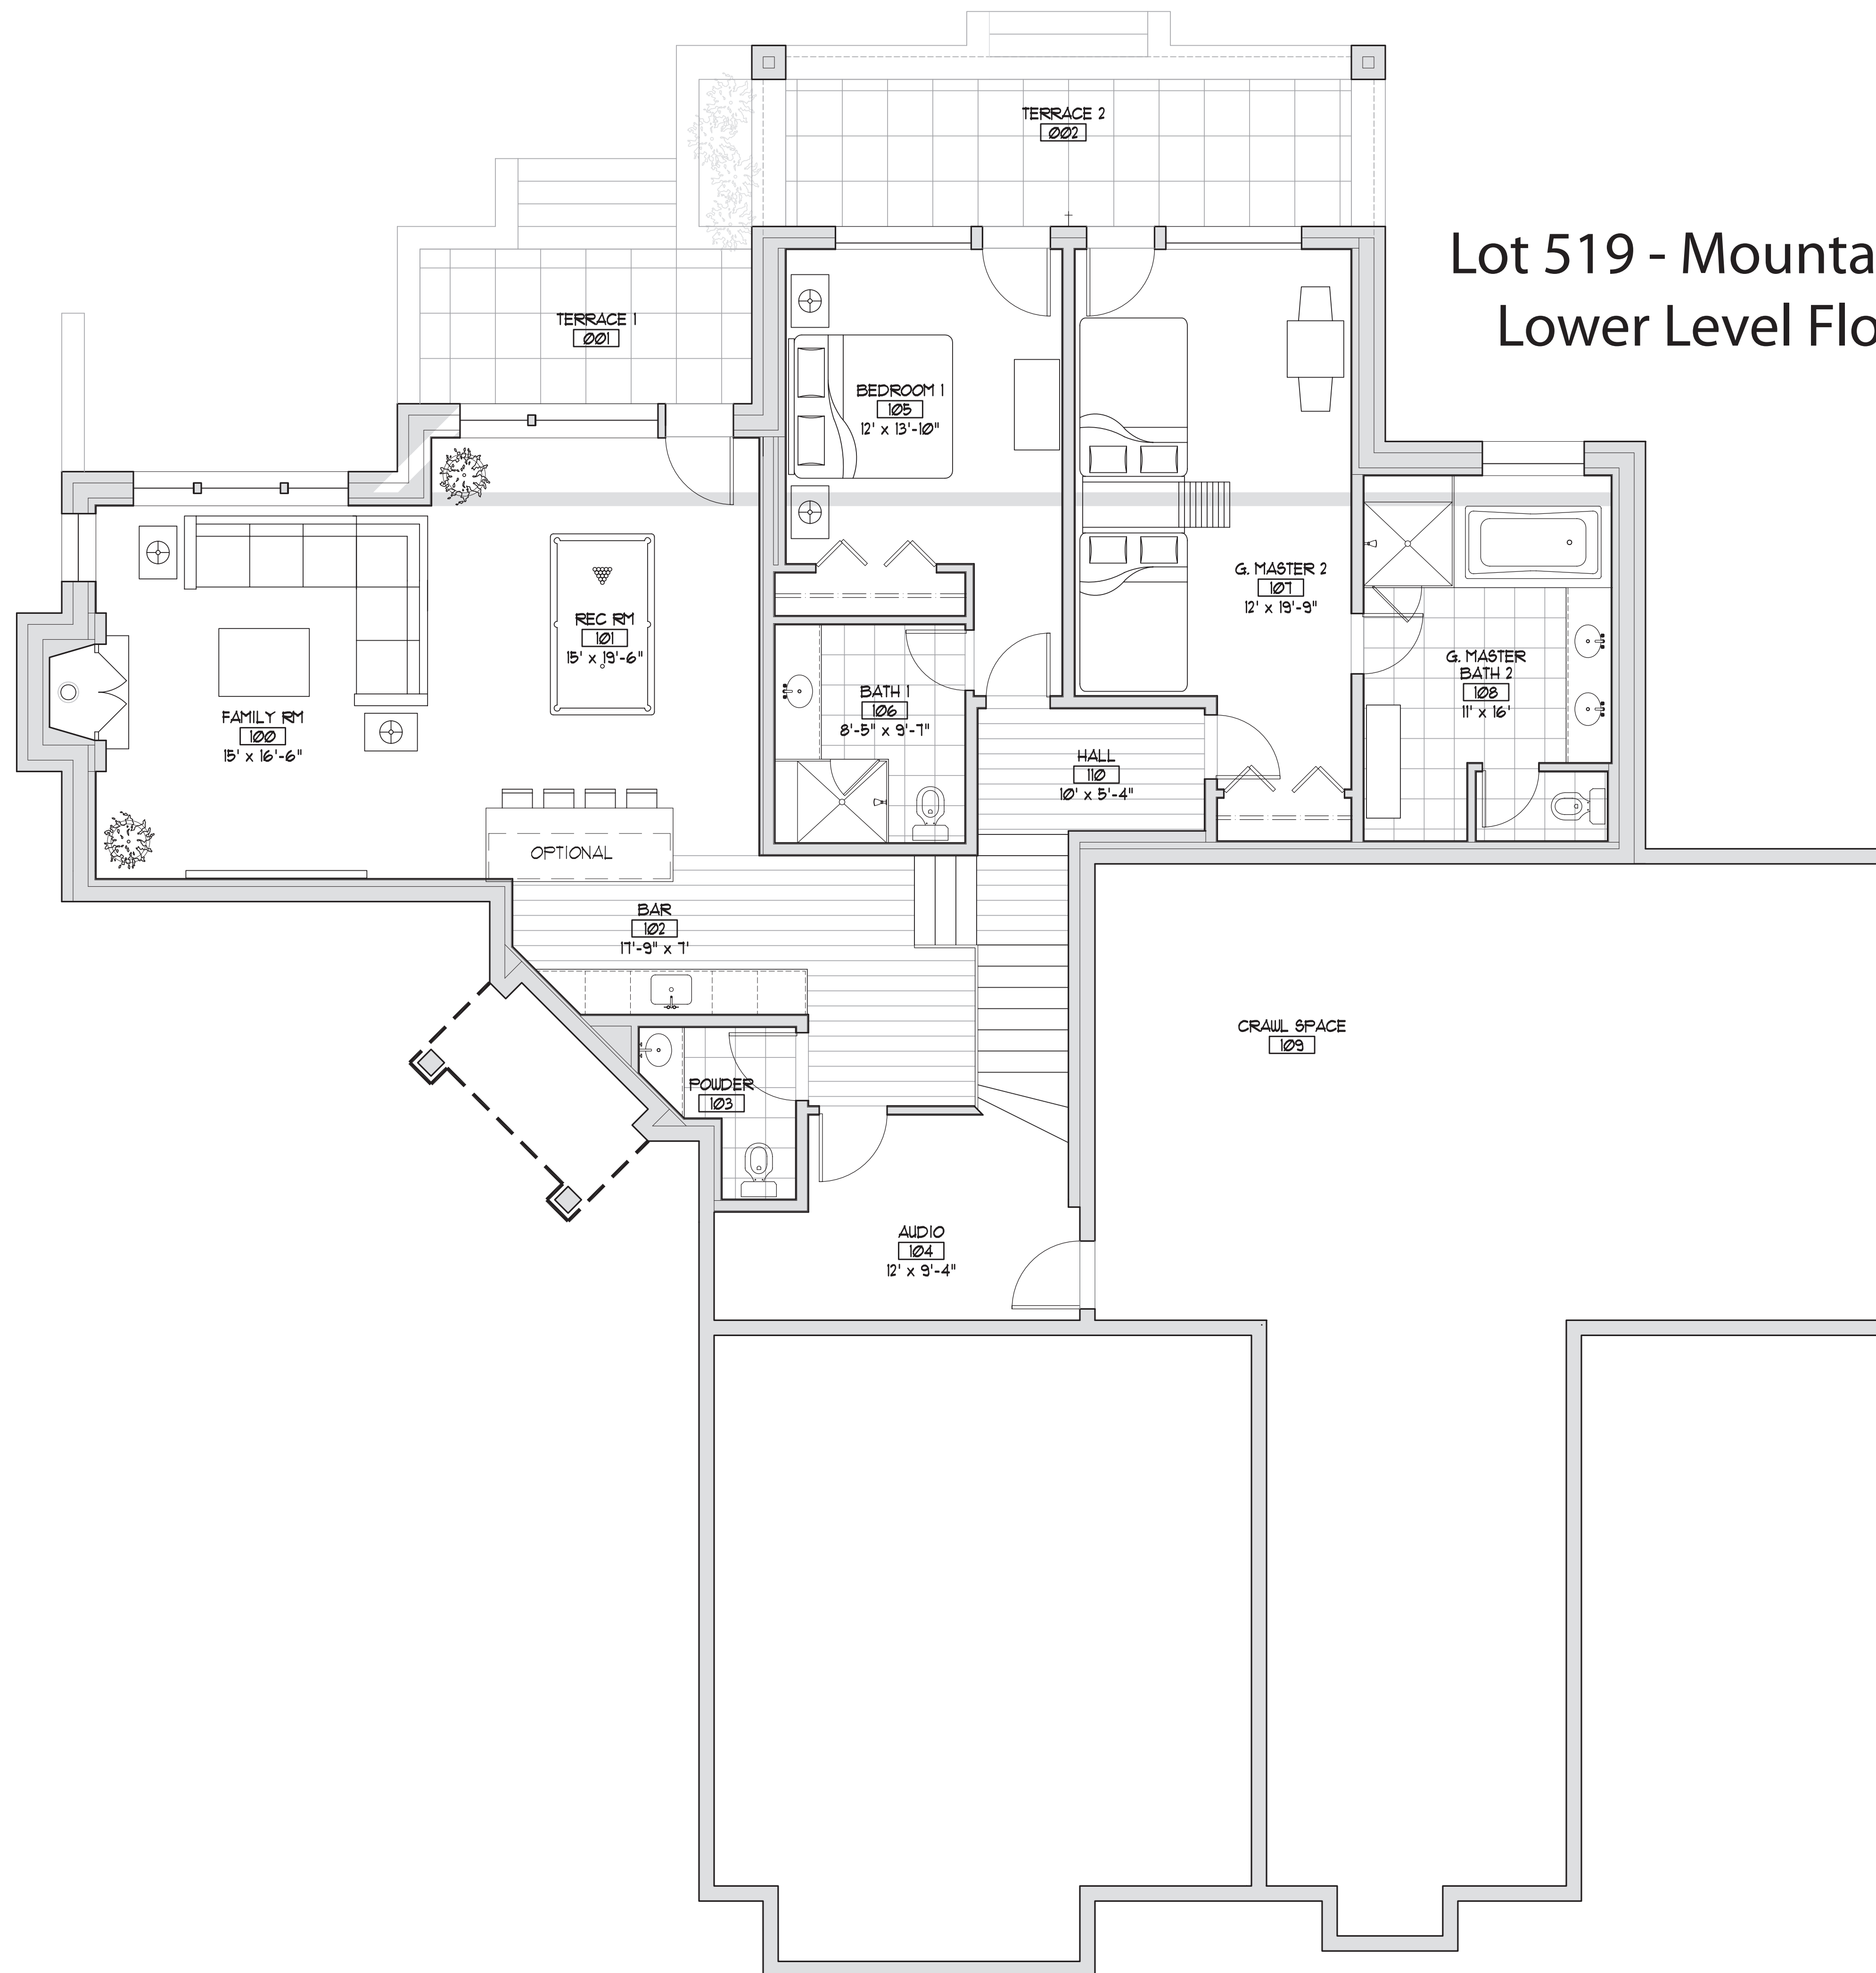 TERRACE 2
002
Lot 519 - Mounta
Lower Level Flo
TERRACE 1
001
BEDROOM 1
105
12' x 13'-10"
G. MASTER 2
107
12' x 19'-9"
REC RM
101
15' x 19'-6"
G. MASTER
BATH 2
108
11' x 16'
BATH 1
106
8'-5" x 9'-7"
FAMILY RM
100
15' x 16'-6"
HALL
110
10' x 5'-4"
OPTIONAL
BAR
102
17'-9" x 7'
CRAWL SPACE
109
POWDER
103
AUDIO
104
12' x 9'-4"